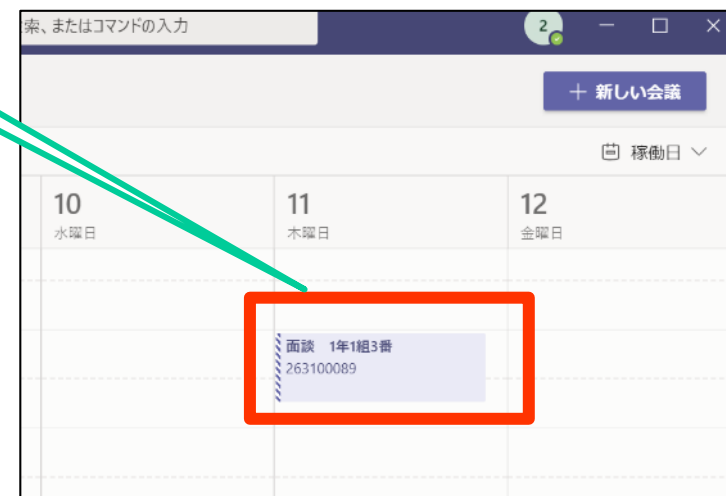 索、またはコマンドの入力
2
＋ 新しい会議
稼働日
10
水曜日
11
木曜日
12
金曜日
面談　1年1組3番
263100089